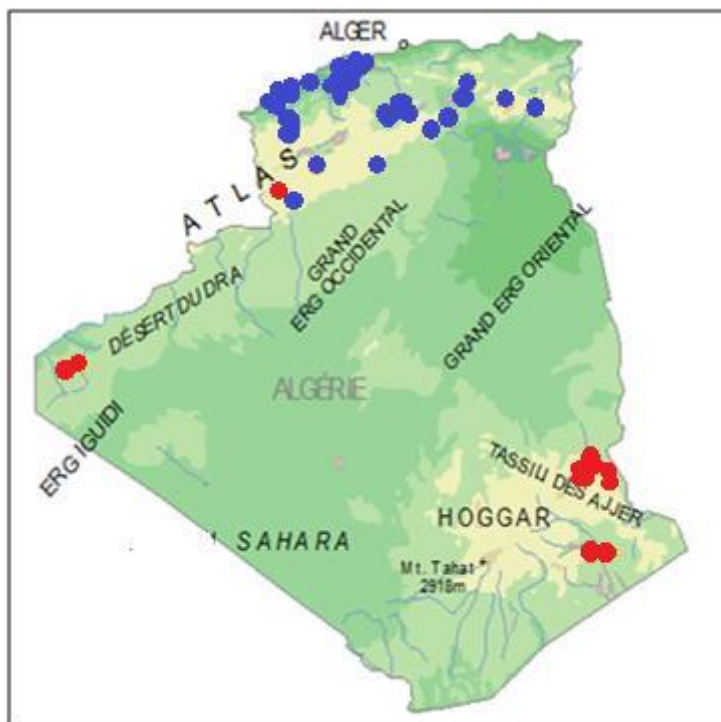 ALGER
ATLAS
GRAND
ERG OCCIDENTAL
GRAND ERG ORIENTAL
DÉSERT DU DRA
ALGÉRIE
ERG IGUIDI
TASSILI DES AJJER
HOGGAR
SAHARA
Mt. Tahat
2918m